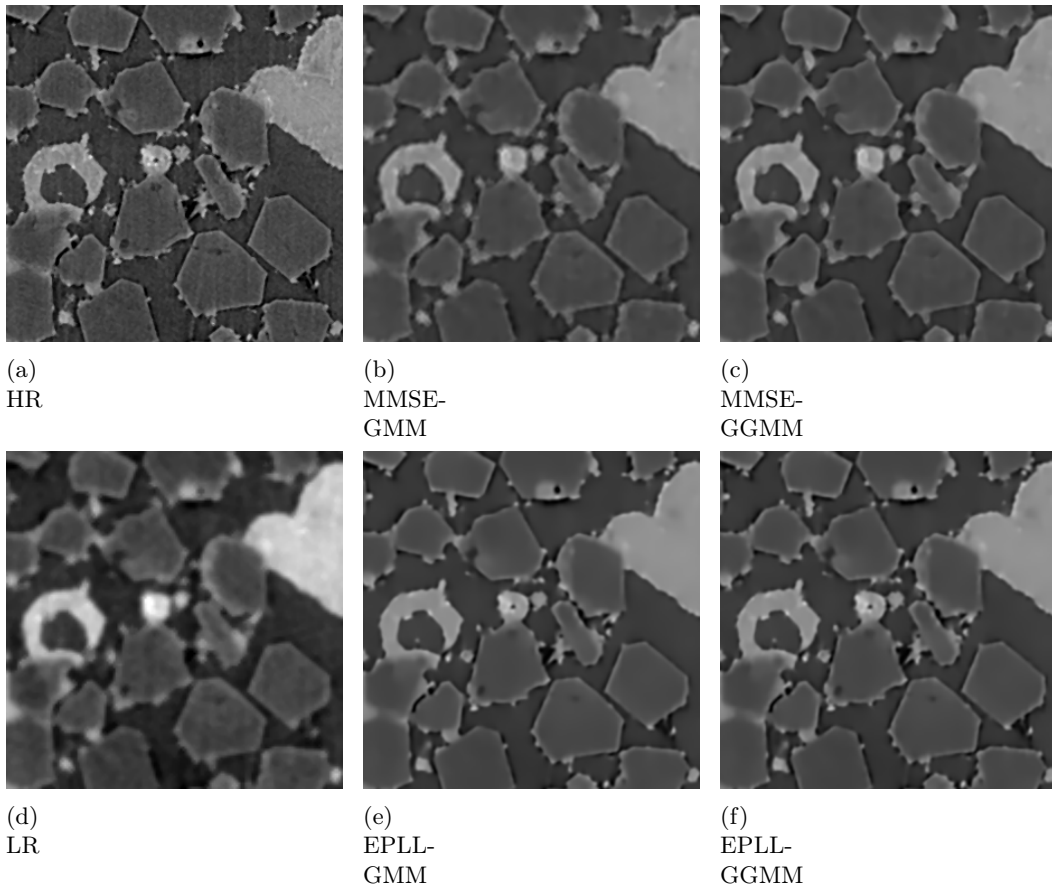 (a)
HR
(b)
MMSE-
GMM
(c)
MMSE-
GGMM
(d)
LR
(e)
EPLL-
GMM
(f)
EPLL-
GGMM